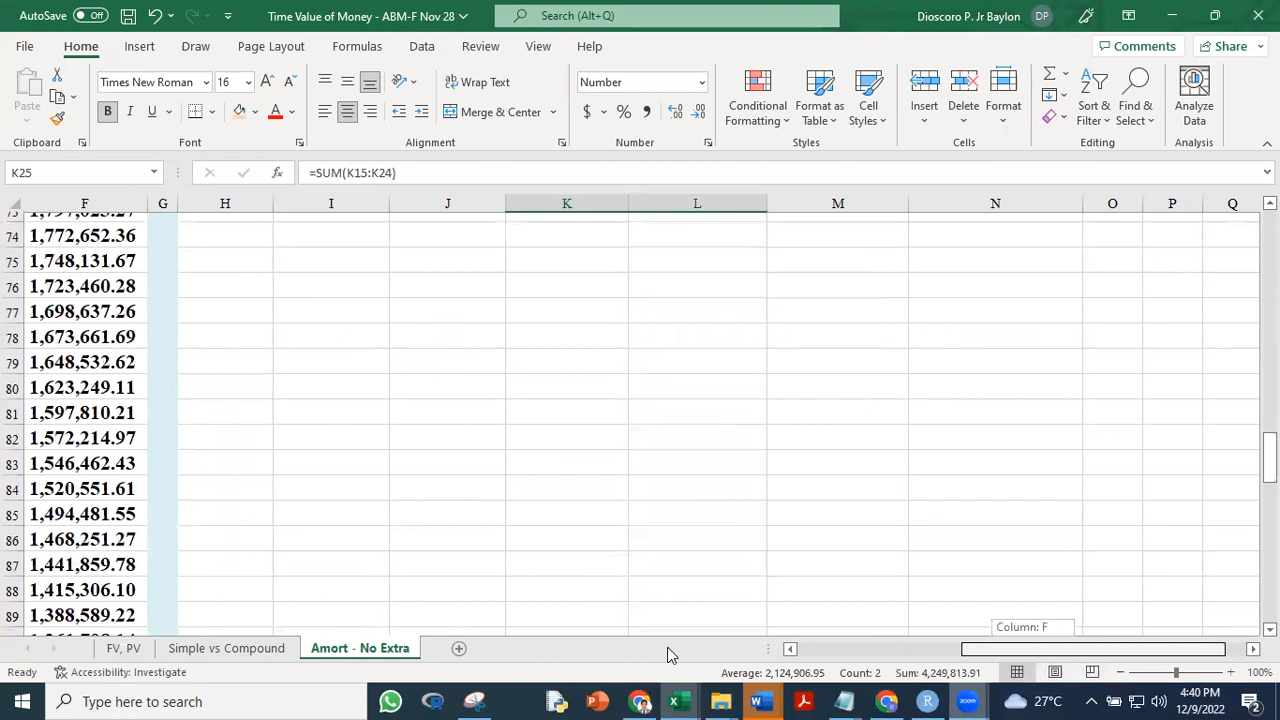 AutoSave Off Time Value of Money - ABM-F Nov 28 Search (Alt+Q) Dioscoro P. Jr Baylon DP
File Home Insert Draw Page Layout Formulas Data Review View Help Comments Share
Paste Times New Roman 16 Wrap Text Number Conditional Formatting Format as Table Cell Styles Insert Delete Format Sort & Filter Find & Select Analyze Data
B I U A Merge & Center $ %
Clipboard Font Alignment Number Styles Cells Editing Analysis
K25 fx =SUM(K15:K24)
F G H I J K L M N O P Q
74 1,772,652.36
75 1,748,131.67
76 1,723,460.28
77 1,698,637.26
78 1,673,661.69
79 1,648,532.62
80 1,623,249.11
81 1,597,810.21
82 1,572,214.97
83 1,546,462.43
84 1,520,551.61
85 1,494,481.55
86 1,468,251.27
87 1,441,859.78
88 1,415,306.10
89 1,388,589.22
Column: F
FV, PV Simple vs Compound Amort - No Extra
Ready Accessibility: Investigate Average: 2,124,906.95 Count: 2 Sum: 4,249,813.91 100%
Type here to search zoom 27°C 4:40 PM
12/9/2022 2